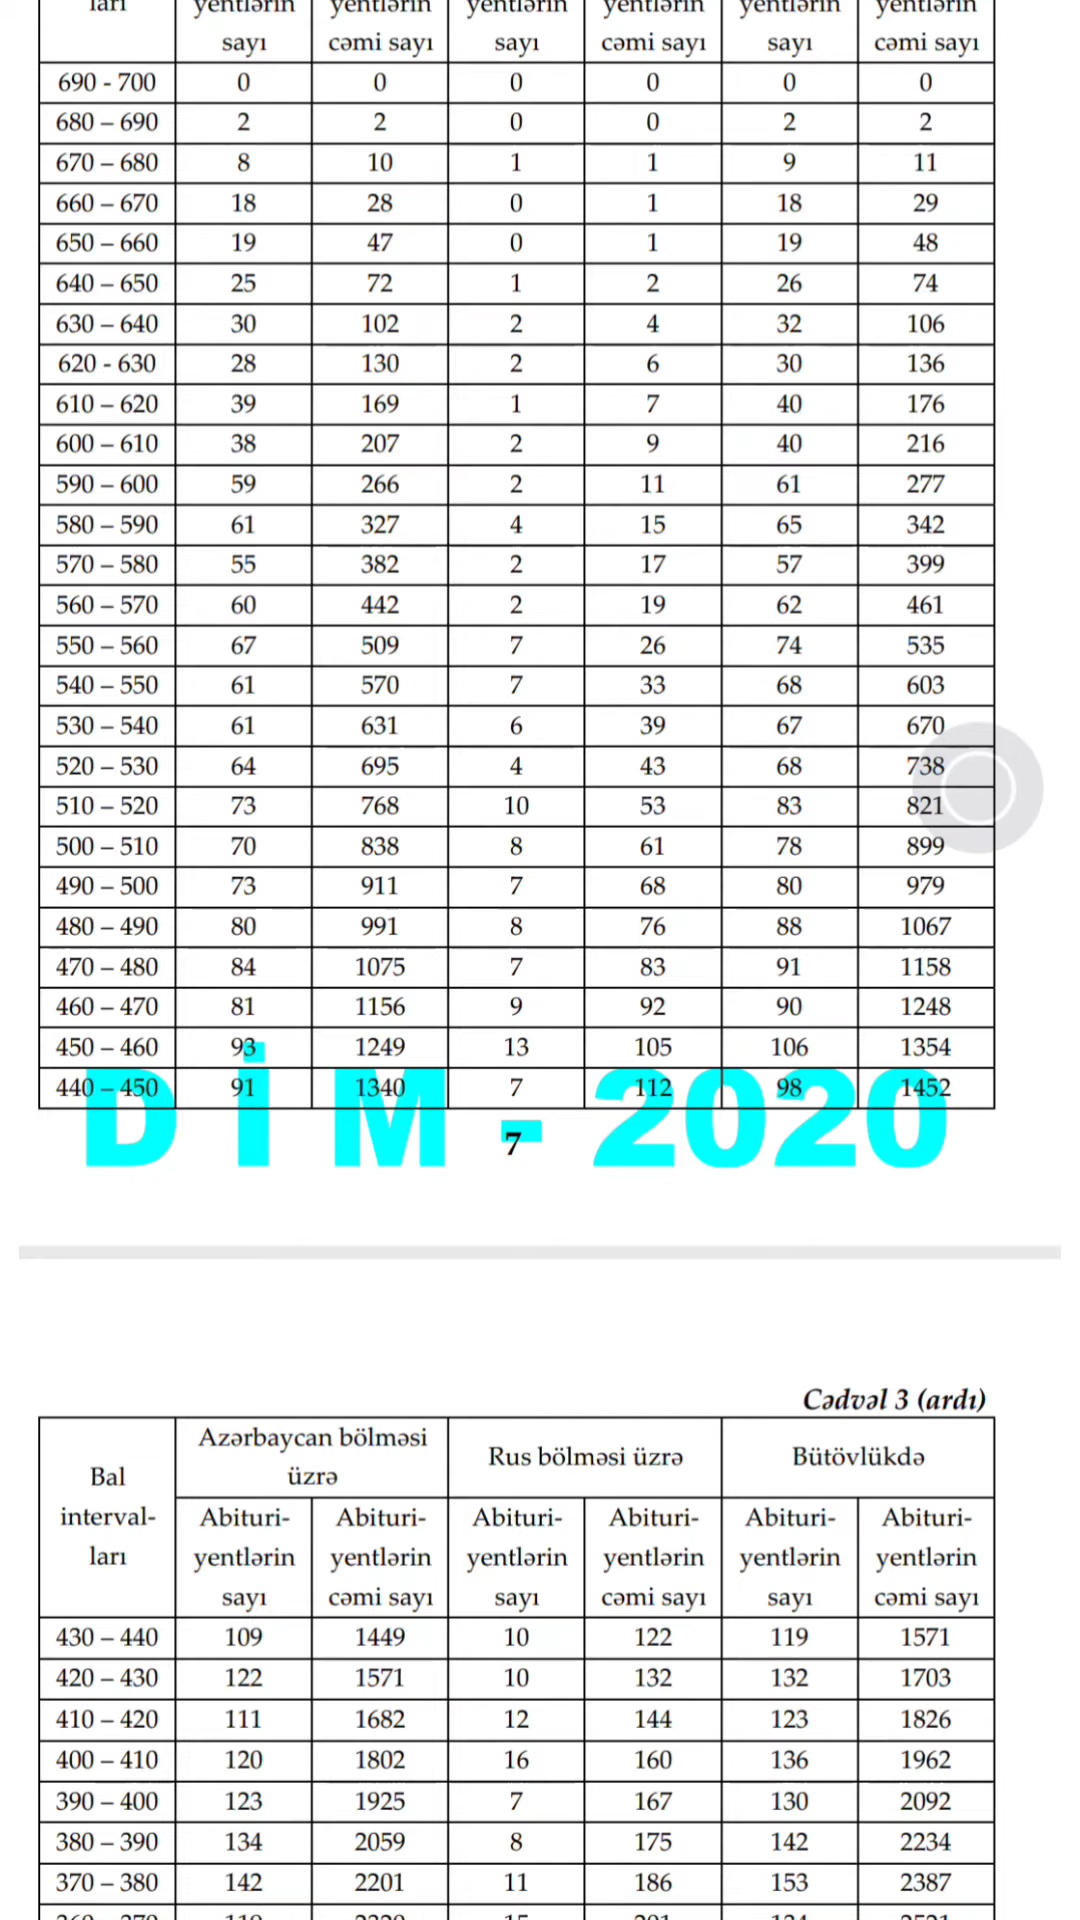 ları yentlərin yentlərin yentlərin yentlərin yentlərin yentlərin
sayı cəmi sayı sayı cəmi sayı sayı cəmi sayı
690 - 700 0 0 0 0 0 0
680 – 690 2 2 0 0 2 2
670 – 680 8 10 1 1 9 11
660 – 670 18 28 0 1 18 29
650 – 660 19 47 0 1 19 48
640 – 650 25 72 1 2 26 74
630 – 640 30 102 2 4 32 106
620 - 630 28 130 2 6 30 136
610 – 620 39 169 1 7 40 176
600 – 610 38 207 2 9 40 216
590 – 600 59 266 2 11 61 277
580 – 590 61 327 4 15 65 342
570 – 580 55 382 2 17 57 399
560 – 570 60 442 2 19 62 461
550 – 560 67 509 7 26 74 535
540 – 550 61 570 7 33 68 603
530 – 540 61 631 6 39 67 670
520 – 530 64 695 4 43 68 738
510 – 520 73 768 10 53 83 821
500 – 510 70 838 8 61 78 899
490 – 500 73 911 7 68 80 979
480 – 490 80 991 8 76 88 1067
470 – 480 84 1075 7 83 91 1158
460 – 470 81 1156 9 92 90 1248
450 – 460 93 1249 13 105 106 1354
440 – 450 91 1340 7 112 98 1452
DİM - 2020
7
Cədvəl 3 (ardı)
Bal
interval-
ları
Azərbaycan bölməsi
üzrə
Rus bölməsi üzrə
Bütövlükdə
Abituri- Abituri- Abituri- Abituri- Abituri- Abituri-
yentlərin yentlərin yentlərin yentlərin yentlərin yentlərin
sayı cəmi sayı sayı cəmi sayı sayı cəmi sayı
430 – 440 109 1449 10 122 119 1571
420 – 430 122 1571 10 132 132 1703
410 – 420 111 1682 12 144 123 1826
400 – 410 120 1802 16 160 136 1962
390 – 400 123 1925 7 167 130 2092
380 – 390 134 2059 8 175 142 2234
370 – 380 142 2201 11 186 153 2387